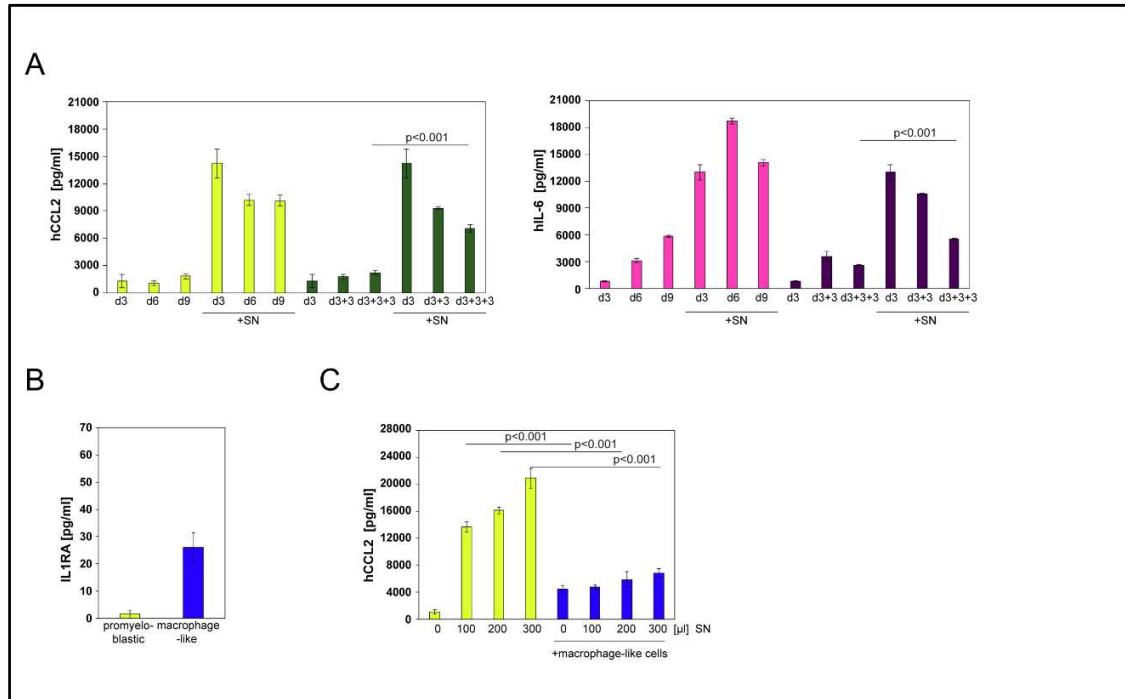 A
hCCL2 [pg/ml]
21000
18000
15000
12000
9000
6000
3000
0
p<0.001
d3 d6 d9 d3 d6 d9 d3 d3+3 d3+3+3 d3 d3+3 d3+3+3
+SN +SN
hIL-6 [pg/ml]
21000
18000
15000
12000
9000
6000
3000
0
p<0.001
d3 d6 d9 d3 d6 d9 d3 d3+3 d3+3+3 d3 d3+3 d3+3+3
+SN +SN
B
IL1RA [pg/ml]
70
60
50
40
30
20
10
0
promyelo- macrophage
blastic -like
C
hCCL2 [pg/ml]
28000
24000
20000
16000
12000
8000
4000
0
p<0.001
p<0.001
p<0.001
0 100 200 300 0 100 200 300 [µl] SN
+macrophage-like cells